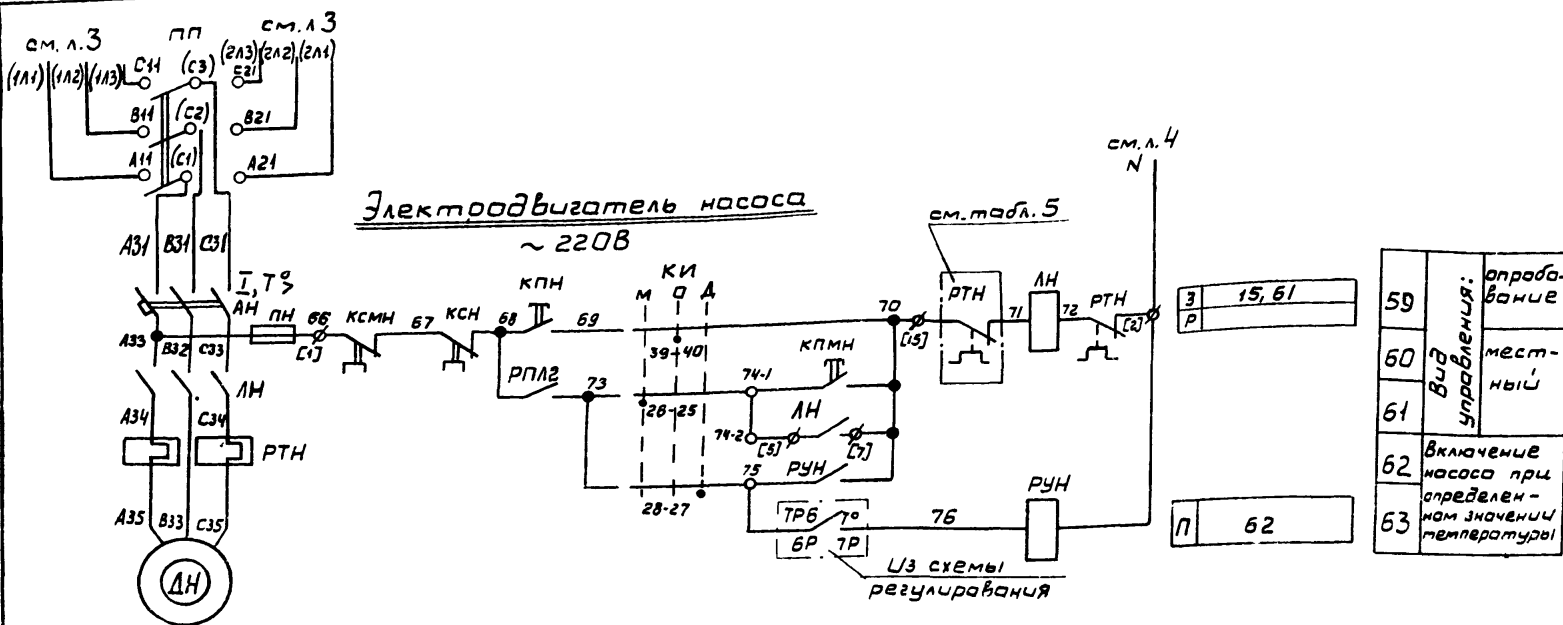 см. л. 3
ПП
см. л 3
(1Л1) (1Л2) (1Л3) С11 (С3) (2Л3) (2Л2) (2Л1)
С21
В11 (С2) В21
А11 (С1) А21
Электродвигатель насоса
~ 220В
А31 В31 С31
I, T°>
АН
А33 В32 С33
ПН
66
[1]
КСМН
67
КСН
68
КПН
69
КИ
М О Д
39-40
РПЛ2
73
28-25
28-27
74-1
КПМН
74-2
[5]
ЛН
[7]
75
РУН
70
[15]
см. табл. 5
РТН
71
ЛН
72
РТН
[2]
см. л. 4
N
ТР6 Т°
6Р 7Р
Из схемы
регулирования
76
РУН
ЛН
А34 С34
РТН
А35 В33 С35
ДН
З 15, 61
Р
П 62
59
60
61
62
63
Вид
управления:
опробо-
вание
мест-
ный
Включение
насоса при
определен-
ном значении
температуры